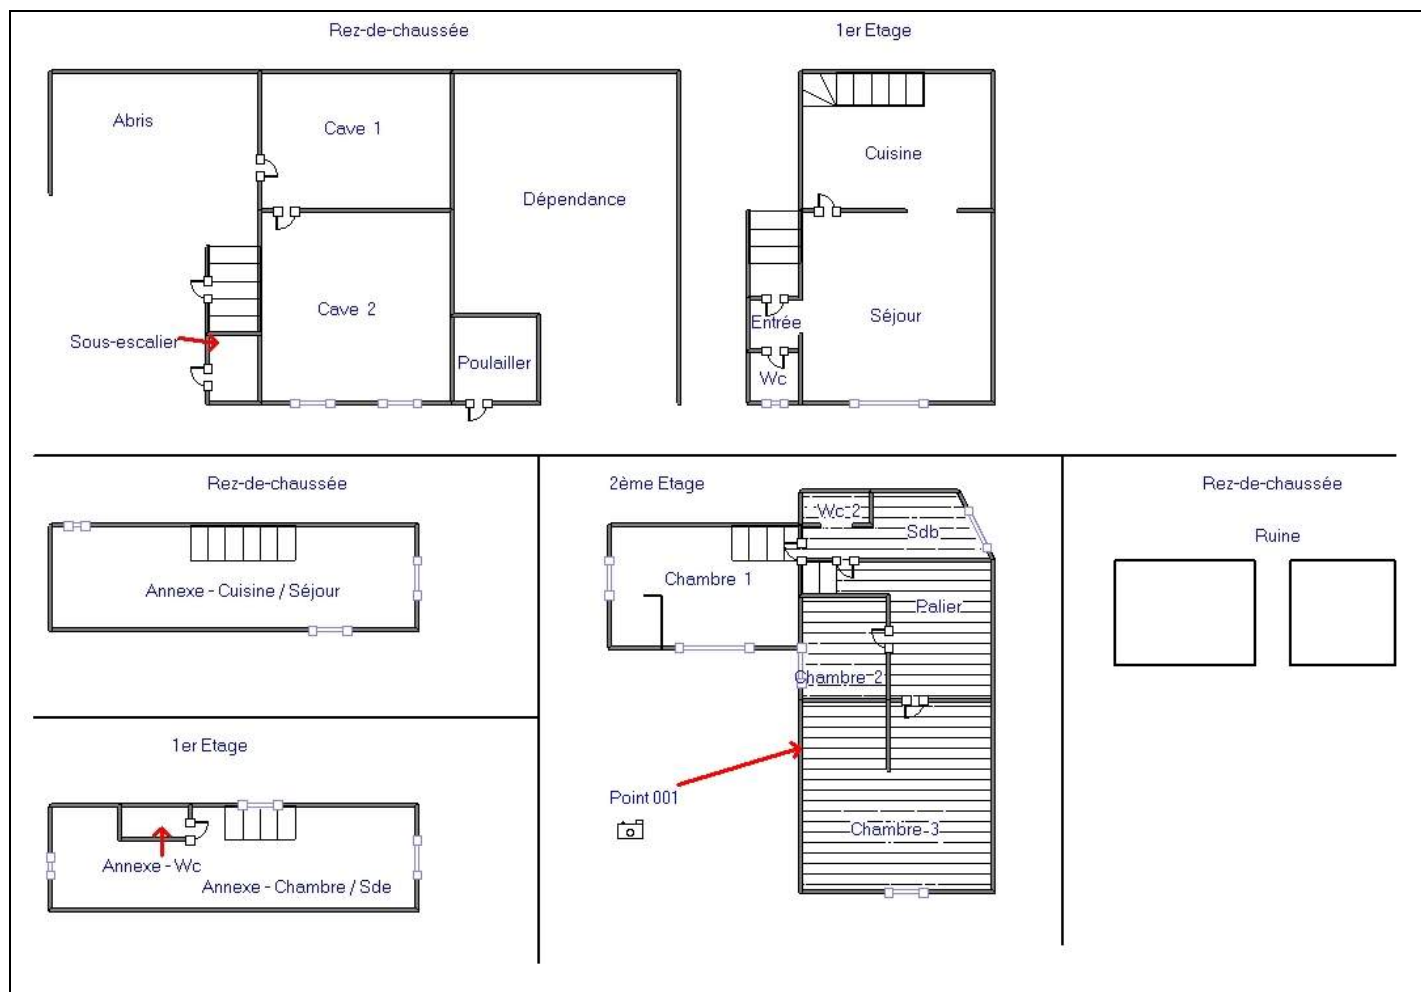 Rez-de-chaussée
1er Etage
Abris
Cave 1
Cuisine
Dépendance
Cave 2
Séjour
Entrée
Sous-escalier
Poulailler
Wc
Rez-de-chaussée
2ème Etage
Rez-de-chaussée
Wc 2
Sdb
Ruine
Chambre 1
Annexe - Cuisine / Séjour
Palier
Chambre 2
1er Etage
Point 001
Chambre 3
Annexe - Wc
Annexe - Chambre / Sde